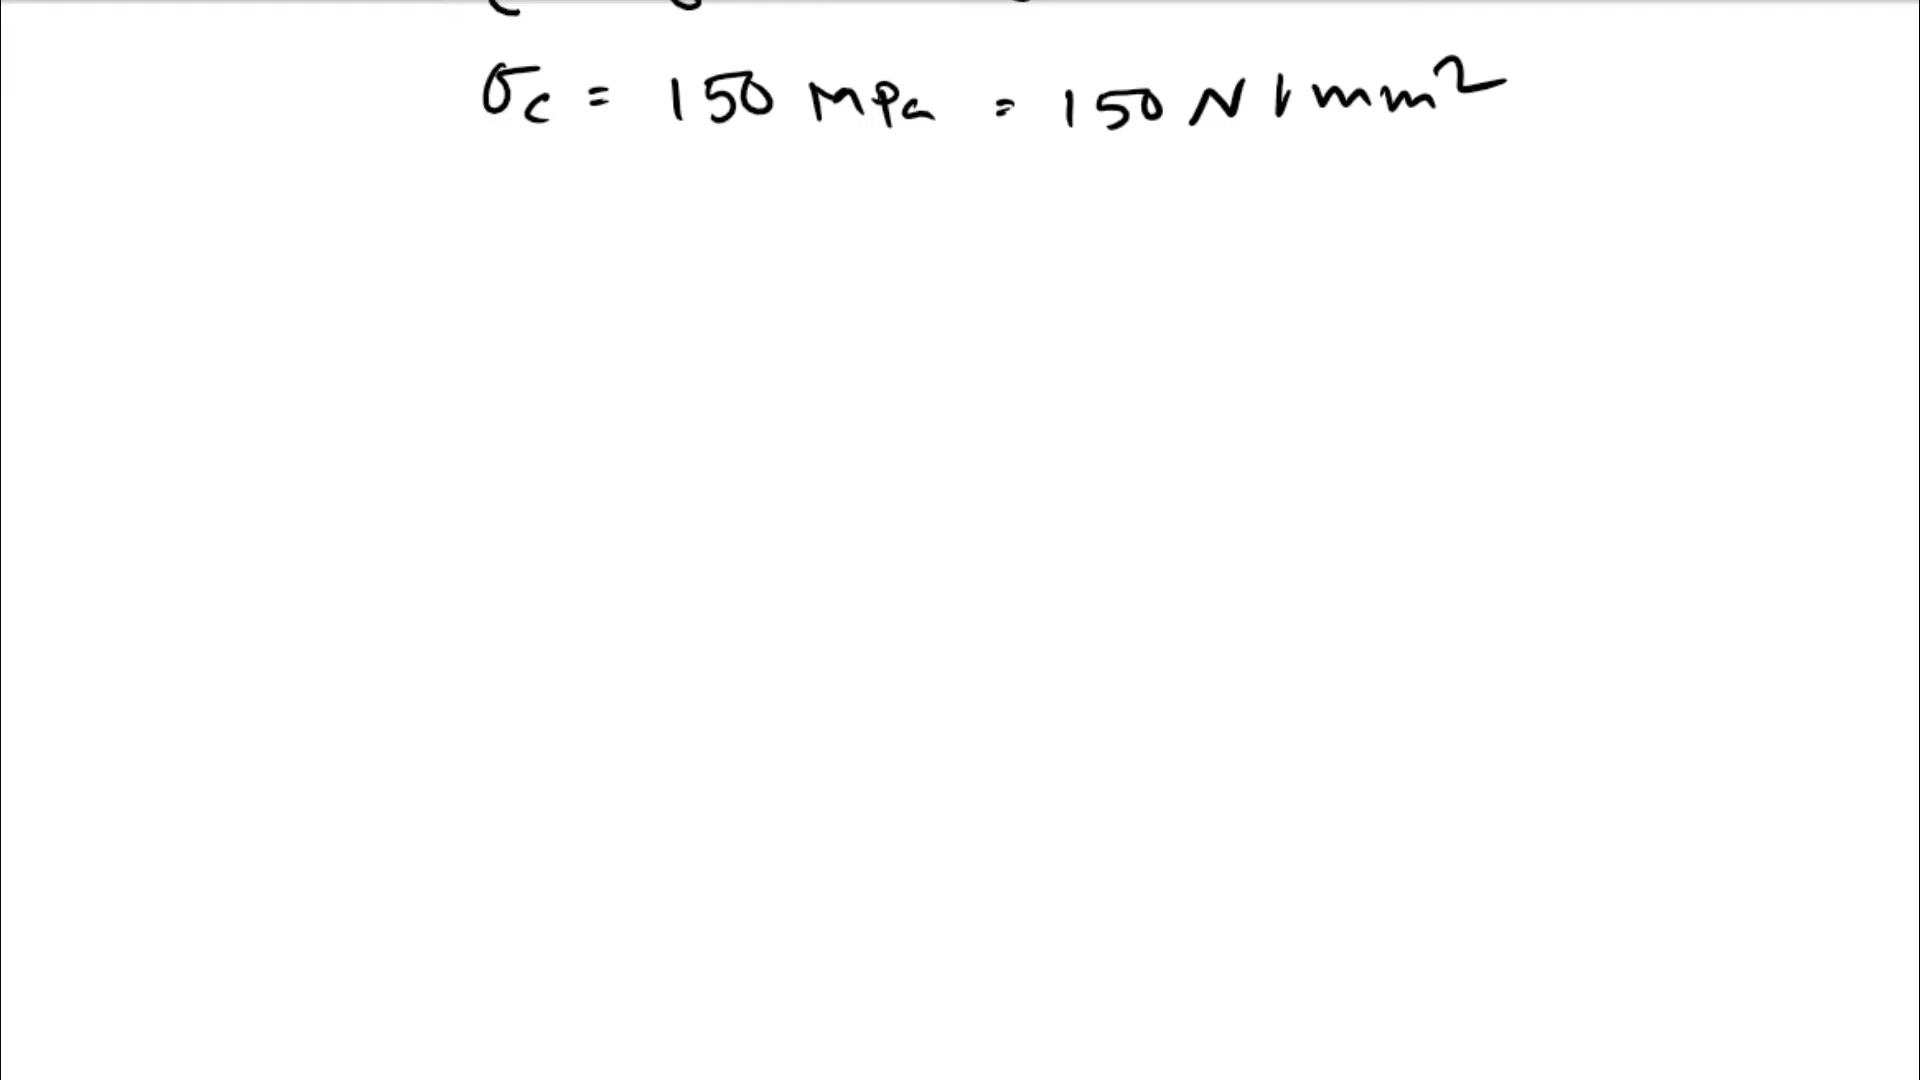 σc = 150 MPa = 150 N/mm²